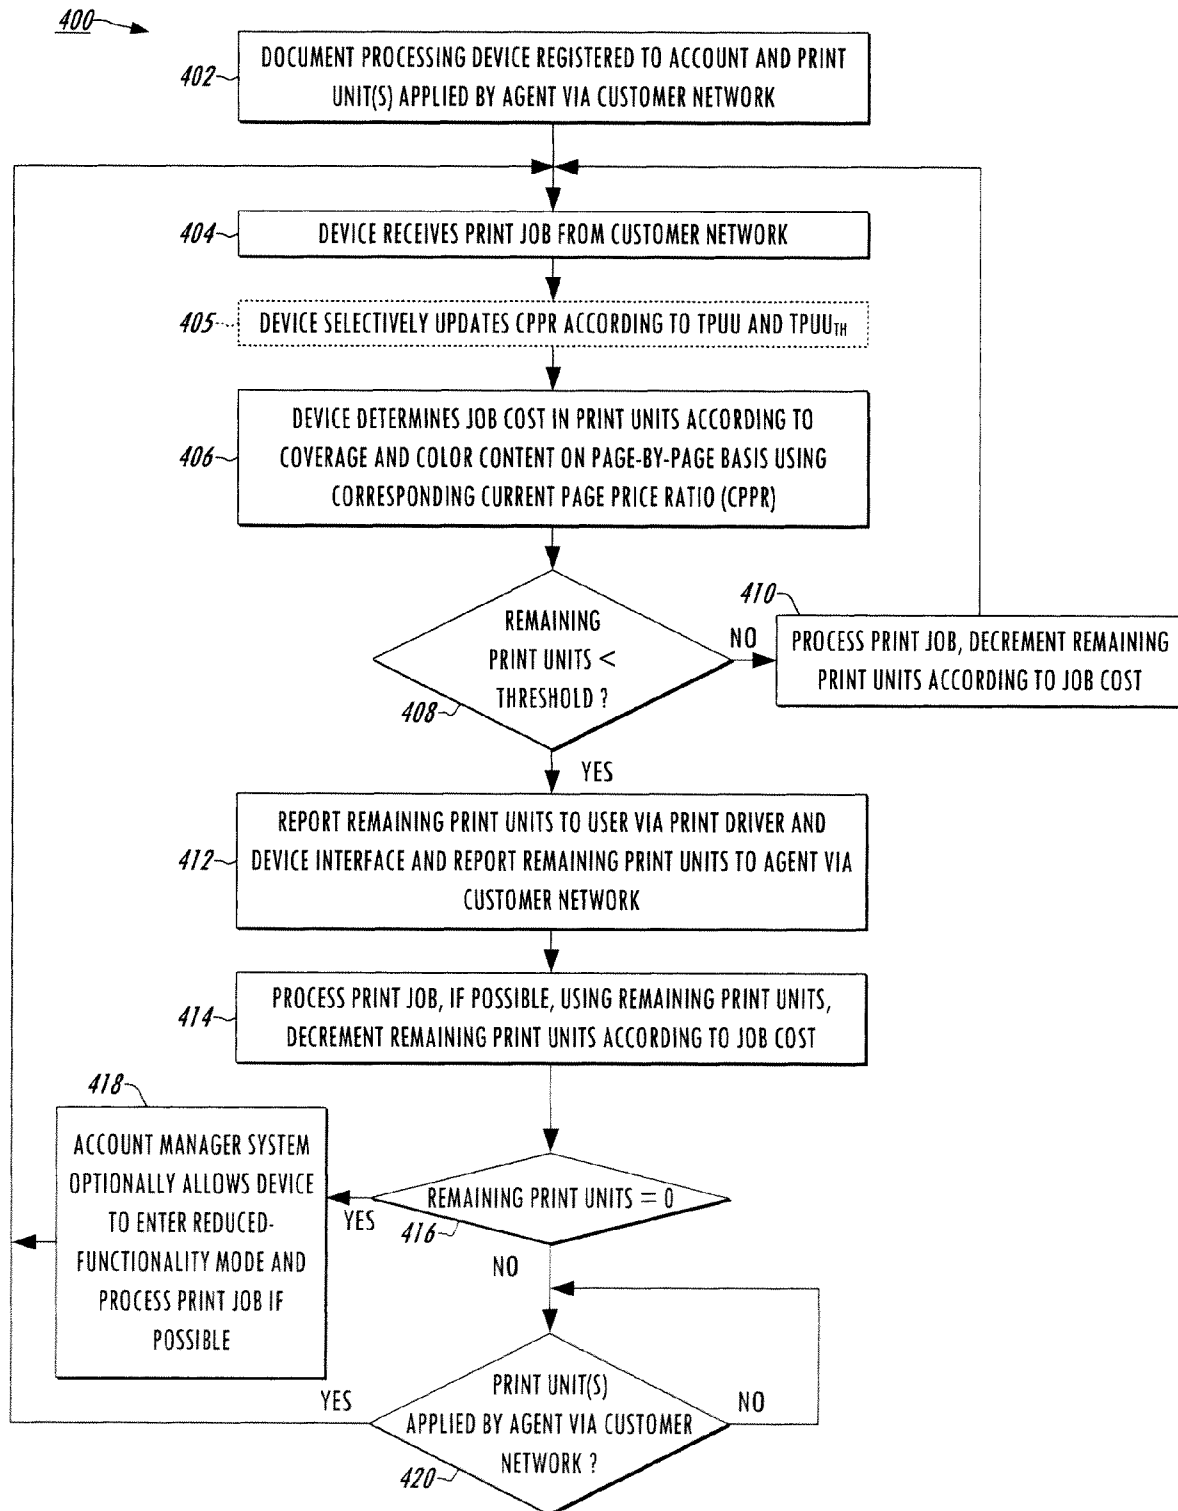 400
402
DOCUMENT PROCESSING DEVICE REGISTERED TO ACCOUNT AND PRINT
UNIT(S) APPLIED BY AGENT VIA CUSTOMER NETWORK
404
DEVICE RECEIVES PRINT JOB FROM CUSTOMER NETWORK
405
DEVICE SELECTIVELY UPDATES CPPR ACCORDING TO TPUU AND TPUUTH
406
DEVICE DETERMINES JOB COST IN PRINT UNITS ACCORDING TO
COVERAGE AND COLOR CONTENT ON PAGE-BY-PAGE BASIS USING
CORRESPONDING CURRENT PAGE PRICE RATIO (CPPR)
REMAINING
PRINT UNITS <
THRESHOLD ?
408
NO
410
PROCESS PRINT JOB, DECREMENT REMAINING
PRINT UNITS ACCORDING TO JOB COST
YES
412
REPORT REMAINING PRINT UNITS TO USER VIA PRINT DRIVER AND
DEVICE INTERFACE AND REPORT REMAINING PRINT UNITS TO AGENT VIA
CUSTOMER NETWORK
414
PROCESS PRINT JOB, IF POSSIBLE, USING REMAINING PRINT UNITS,
DECREMENT REMAINING PRINT UNITS ACCORDING TO JOB COST
REMAINING PRINT UNITS = 0
416
YES
418
ACCOUNT MANAGER SYSTEM
OPTIONALLY ALLOWS DEVICE
TO ENTER REDUCED-
FUNCTIONALITY MODE AND
PROCESS PRINT JOB IF
POSSIBLE
NO
PRINT UNIT(S)
APPLIED BY AGENT VIA CUSTOMER
NETWORK ?
420
YES
NO